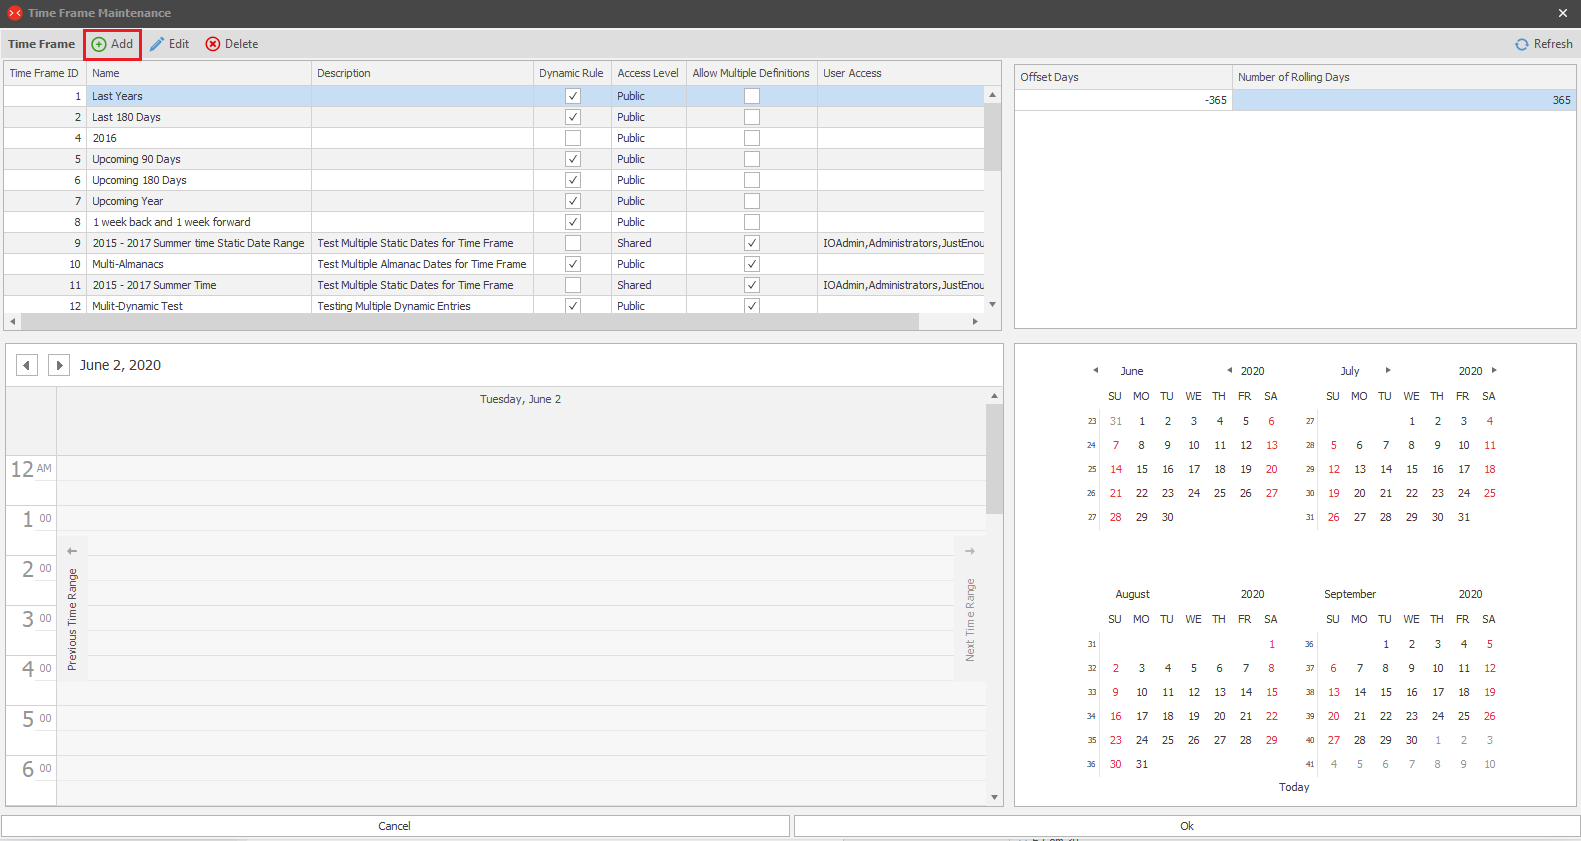 Time Frame Maintenance
Time Frame Add Edit Delete Refresh
Time Frame ID Name Description Dynamic Rule Access Level Allow Multiple Definitions User Access
1 Last Years Public
2 Last 180 Days Public
4 2016 Public
5 Upcoming 90 Days Public
6 Upcoming 180 Days Public
7 Upcoming Year Public
8 1 week back and 1 week forward Public
9 2015 - 2017 Summer time Static Date Range Test Multiple Static Dates for Time Frame Shared IOAdmin,Administrators,JustEnou
10 Multi-Almanacs Test Multiple Almanac Dates for Time Frame Public
11 2015 - 2017 Summer Time Test Multiple Static Dates for Time Frame Shared IOAdmin,Administrators,JustEnou
12 Mulit-Dynamic Test Testing Multiple Dynamic Entries Public
Offset Days Number of Rolling Days
-365 365
June 2, 2020
Tuesday, June 2
12 AM
1 00
2 00
3 00
4 00
5 00
6 00
Previous Time Range
Next Time Range
June 2020
SU MO TU WE TH FR SA
23 31 1 2 3 4 5 6
24 7 8 9 10 11 12 13
25 14 15 16 17 18 19 20
26 21 22 23 24 25 26 27
27 28 29 30
July 2020
SU MO TU WE TH FR SA
27 1 2 3 4
28 5 6 7 8 9 10 11
29 12 13 14 15 16 17 18
30 19 20 21 22 23 24 25
31 26 27 28 29 30 31
August 2020
SU MO TU WE TH FR SA
31 1
32 2 3 4 5 6 7 8
33 9 10 11 12 13 14 15
34 16 17 18 19 20 21 22
35 23 24 25 26 27 28 29
36 30 31
September 2020
SU MO TU WE TH FR SA
36 1 2 3 4 5
37 6 7 8 9 10 11 12
38 13 14 15 16 17 18 19
39 20 21 22 23 24 25 26
40 27 28 29 30 1 2 3
41 4 5 6 7 8 9 10
Today
Cancel Ok